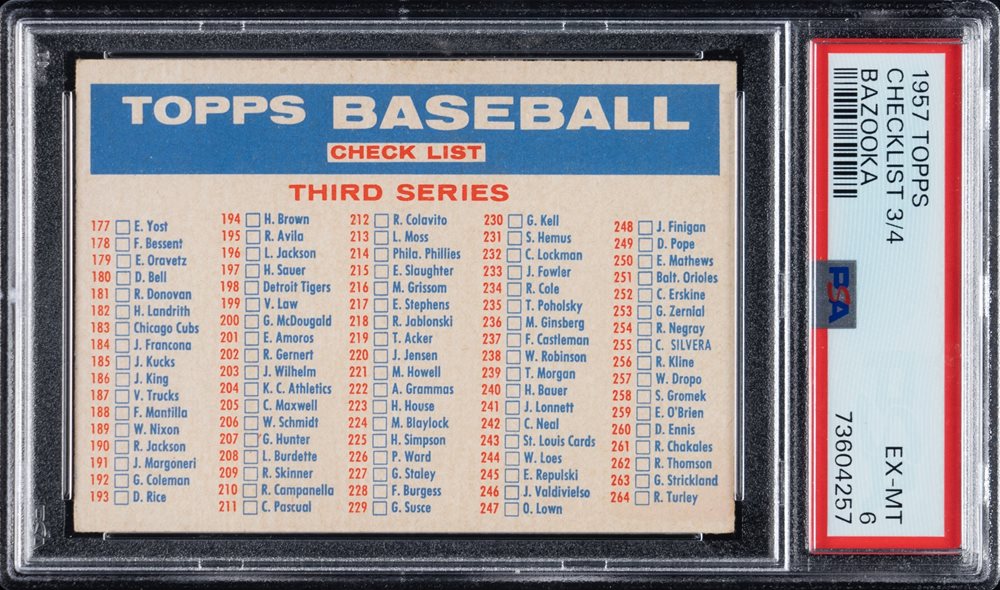 TOPPS BASEBALL
CHECK LIST
THIRD SERIES
177 E. Yost
178 F. Bessent
179 E. Oravetz
180 D. Bell
181 R. Donovan
182 H. Landrith
183 Chicago Cubs
184 J. Francona
185 J. Kucks
186 J. King
187 V. Trucks
188 F. Mantilla
189 W. Nixon
190 R. Jackson
191 J. Margoneri
192 G. Coleman
193 D. Rice
194 H. Brown
195 R. Avila
196 L. Jackson
197 H. Sauer
198 Detroit Tigers
199 V. Law
200 G. McDougald
201 E. Amoros
202 R. Gernert
203 J. Wilhelm
204 K. C. Athletics
205 C. Maxwell
206 W. Schmidt
207 G. Hunter
208 L. Burdette
209 R. Skinner
210 R. Campanella
211 C. Pascual
212 R. Colavito
213 L. Moss
214 Phila. Phillies
215 E. Slaughter
216 M. Grissom
217 E. Stephens
218 R. Jablonski
219 T. Acker
220 J. Jensen
221 M. Howell
222 A. Grammas
223 H. House
224 M. Blaylock
225 H. Simpson
226 P. Ward
227 G. Staley
228 F. Burgess
229 G. Susce
230 G. Kell
231 S. Hemus
232 C. Lockman
233 J. Fowler
234 R. Cole
235 T. Poholsky
236 M. Ginsberg
237 F. Castleman
238 W. Robinson
239 T. Morgan
240 H. Bauer
241 J. Lonnett
242 C. Neal
243 St. Louis Cards
244 W. Loes
245 E. Repulski
246 J. Valdivielso
247 O. Lown
248 J. Finigan
249 D. Pope
250 E. Mathews
251 Balt. Orioles
252 C. Erskine
253 G. Zernial
254 R. Negray
255 C. SILVERA
256 R. Kline
257 W. Dropo
258 S. Gromek
259 E. O'Brien
260 D. Ennis
261 R. Chakales
262 R. Thomson
263 G. Strickland
264 R. Turley
1957 TOPPS
CHECKLIST 3/4
BAZOOKA
PSA
EX-MT
6
73604257